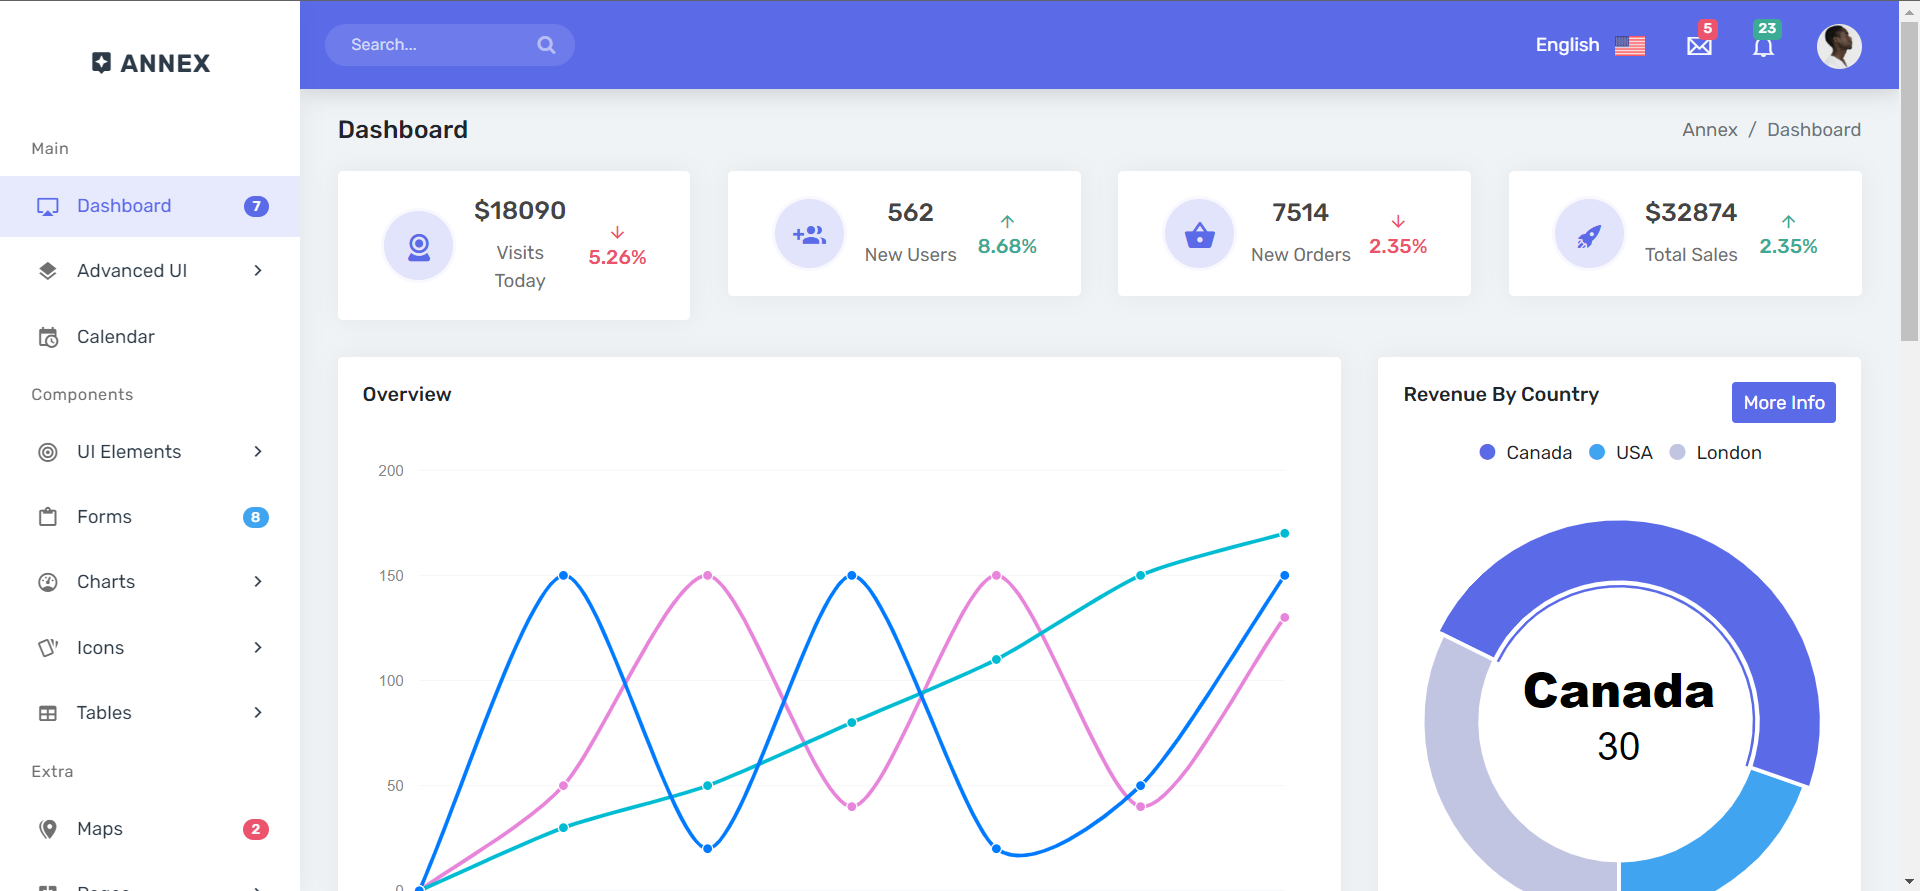 ANNEX
Search...
English
5
23
Main
Dashboard
7
Advanced UI
Calendar
Components
UI Elements
Forms
8
Charts
Icons
Tables
Extra
Maps
2
Pages
Dashboard
Annex / Dashboard
$18090
Visits
Today
5.26%
562
New Users
8.68%
7514
New Orders
2.35%
$32874
Total Sales
2.35%
Overview
200
150
100
50
0
Revenue By Country
More Info
Canada USA London
Canada
30